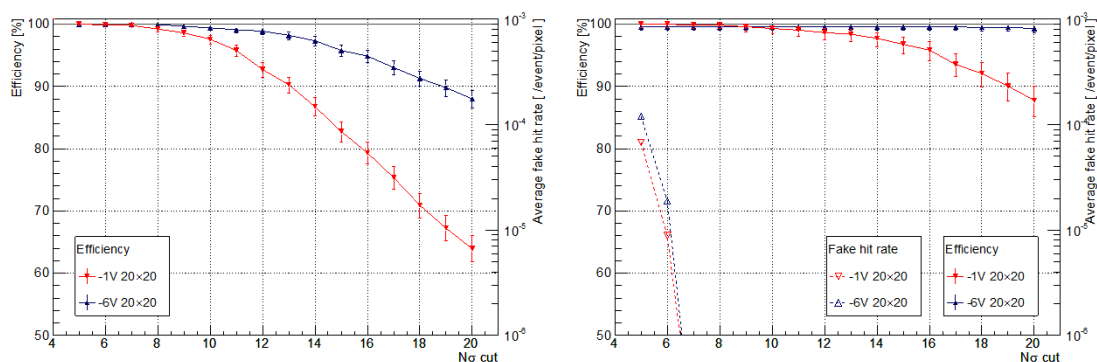 Efficiency [%]
100
90
80
70
60
50
4 6 8 10 12 14 16 18 20
Nσ cut
10⁻³
10⁻⁴
10⁻⁵
10⁻⁶
Average fake hit rate [ /event/pixel ]
Efficiency
-1V 20×20
-6V 20×20
Efficiency [%]
100
90
80
70
60
50
4 6 8 10 12 14 16 18 20
Nσ cut
10⁻³
10⁻⁴
10⁻⁵
10⁻⁶
Average fake hit rate [ /event/pixel ]
Fake hit rate
-1V 20×20
-6V 20×20
Efficiency
-1V 20×20
-6V 20×20